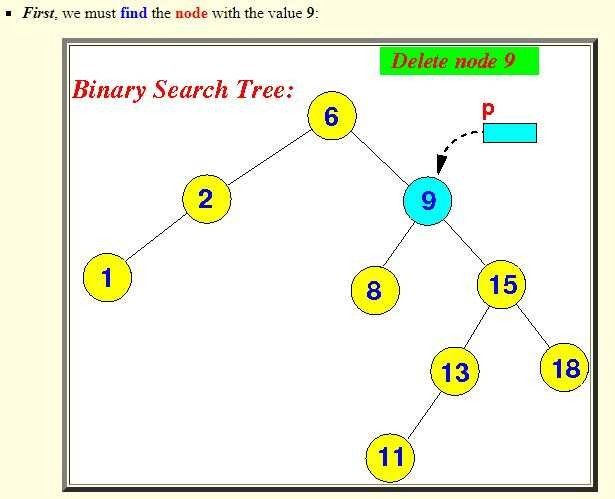 ▪ First, we must find the node with the value 9:
Delete node 9
Binary Search Tree:
p
6
2
9
1
8
15
13
18
11